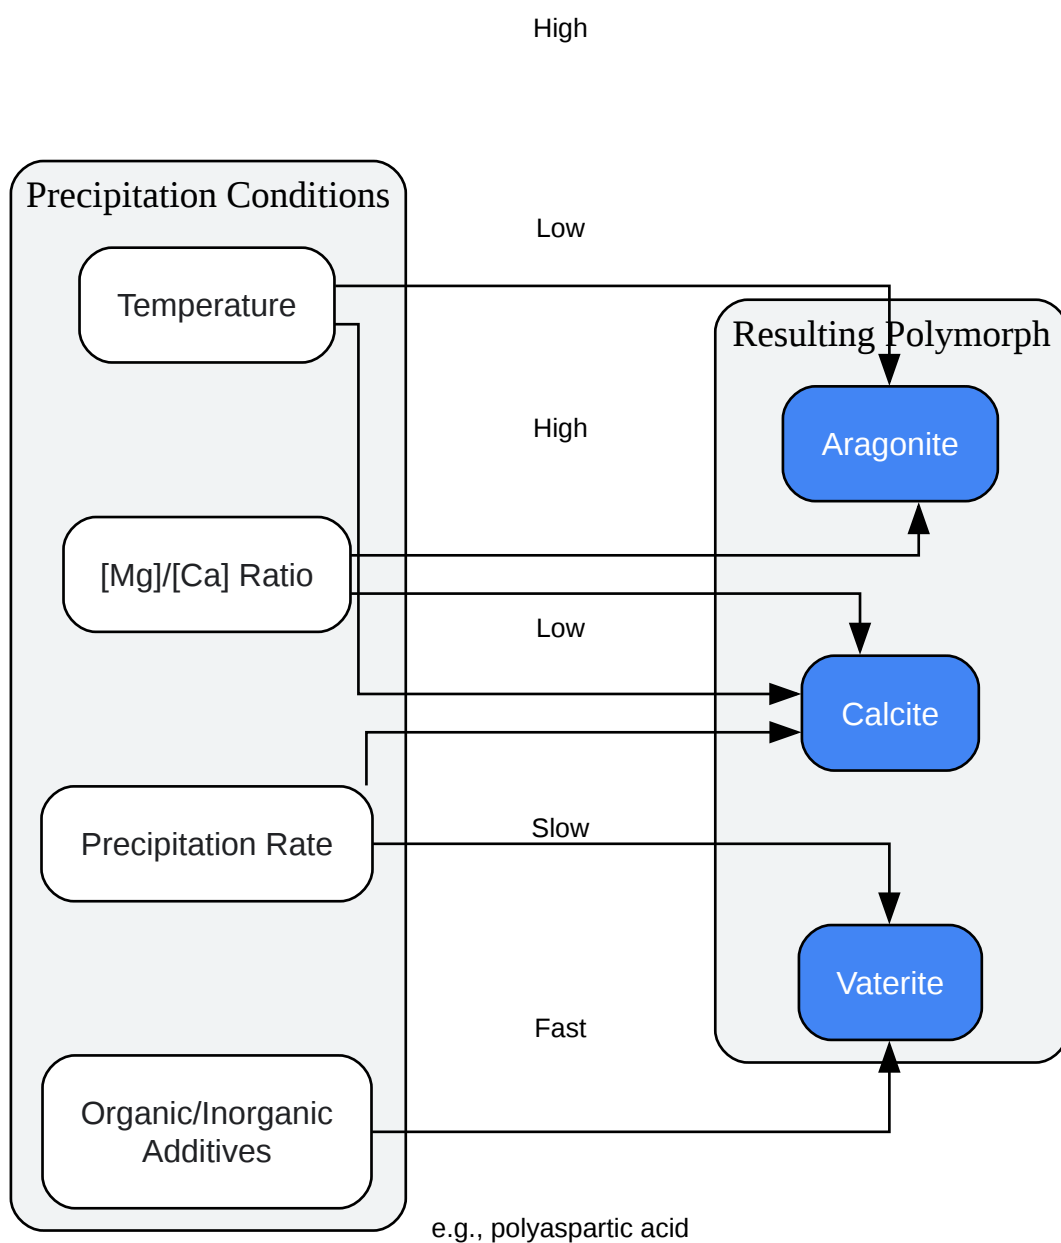 High
Precipitation Conditions
Low
Temperature
Resulting Polymorph
High
Aragonite
[Mg]/[Ca] Ratio
Low
Calcite
Slow
Precipitation Rate
Vaterite
Fast
Organic/Inorganic
Additives
e.g., polyaspartic acid